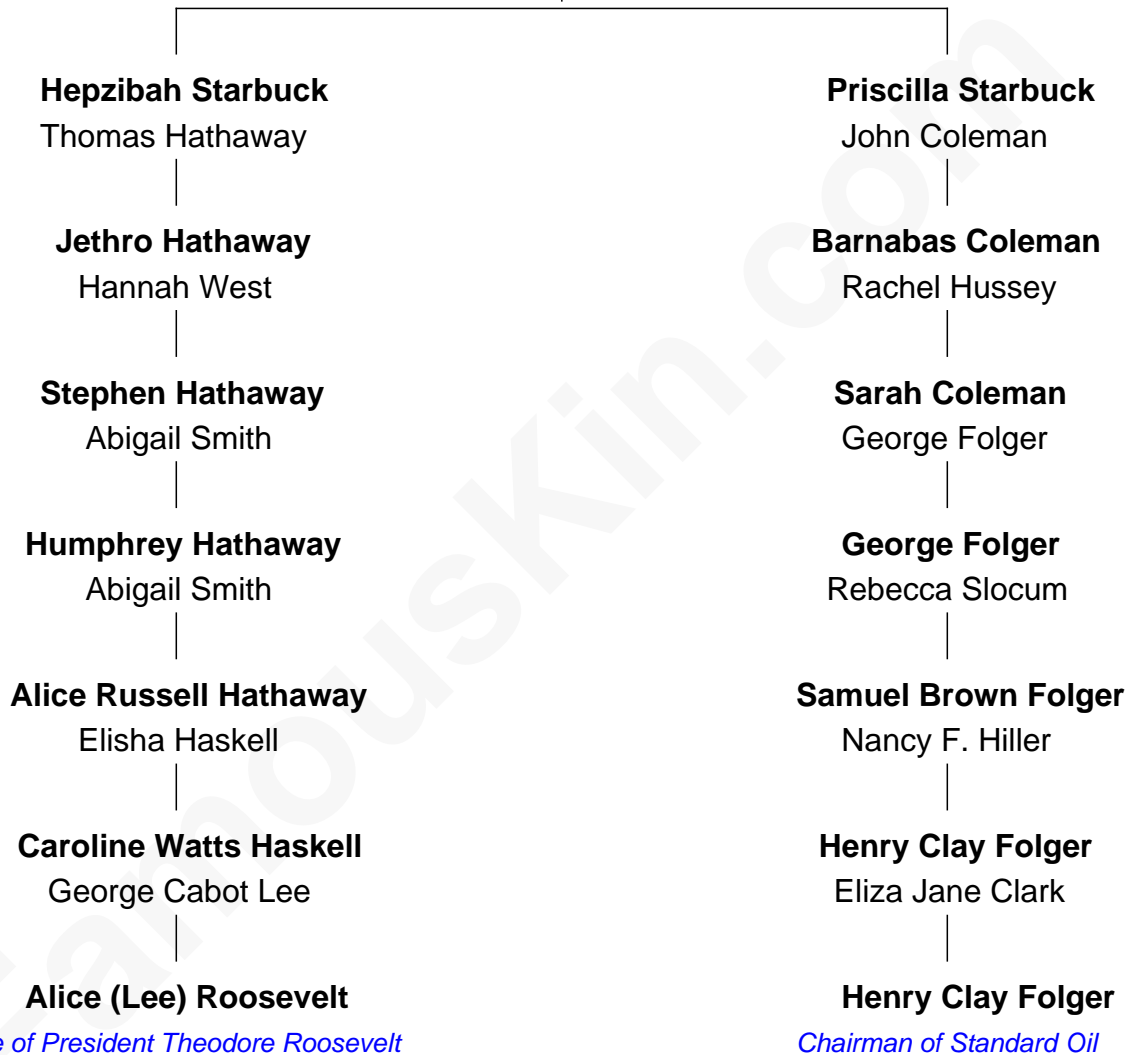 Hepzibah Starbuck
Thomas Hathaway
Priscilla Starbuck
John Coleman
Jethro Hathaway
Hannah West
Barnabas Coleman
Rachel Hussey
Stephen Hathaway
Abigail Smith
Sarah Coleman
George Folger
Humphrey Hathaway
Abigail Smith
George Folger
Rebecca Slocum
Alice Russell Hathaway
Elisha Haskell
Samuel Brown Folger
Nancy F. Hiller
Caroline Watts Haskell
George Cabot Lee
Henry Clay Folger
Eliza Jane Clark
Alice (Lee) Roosevelt
e of President Theodore Roosevelt
Henry Clay Folger
Chairman of Standard Oil
FamousKin.com